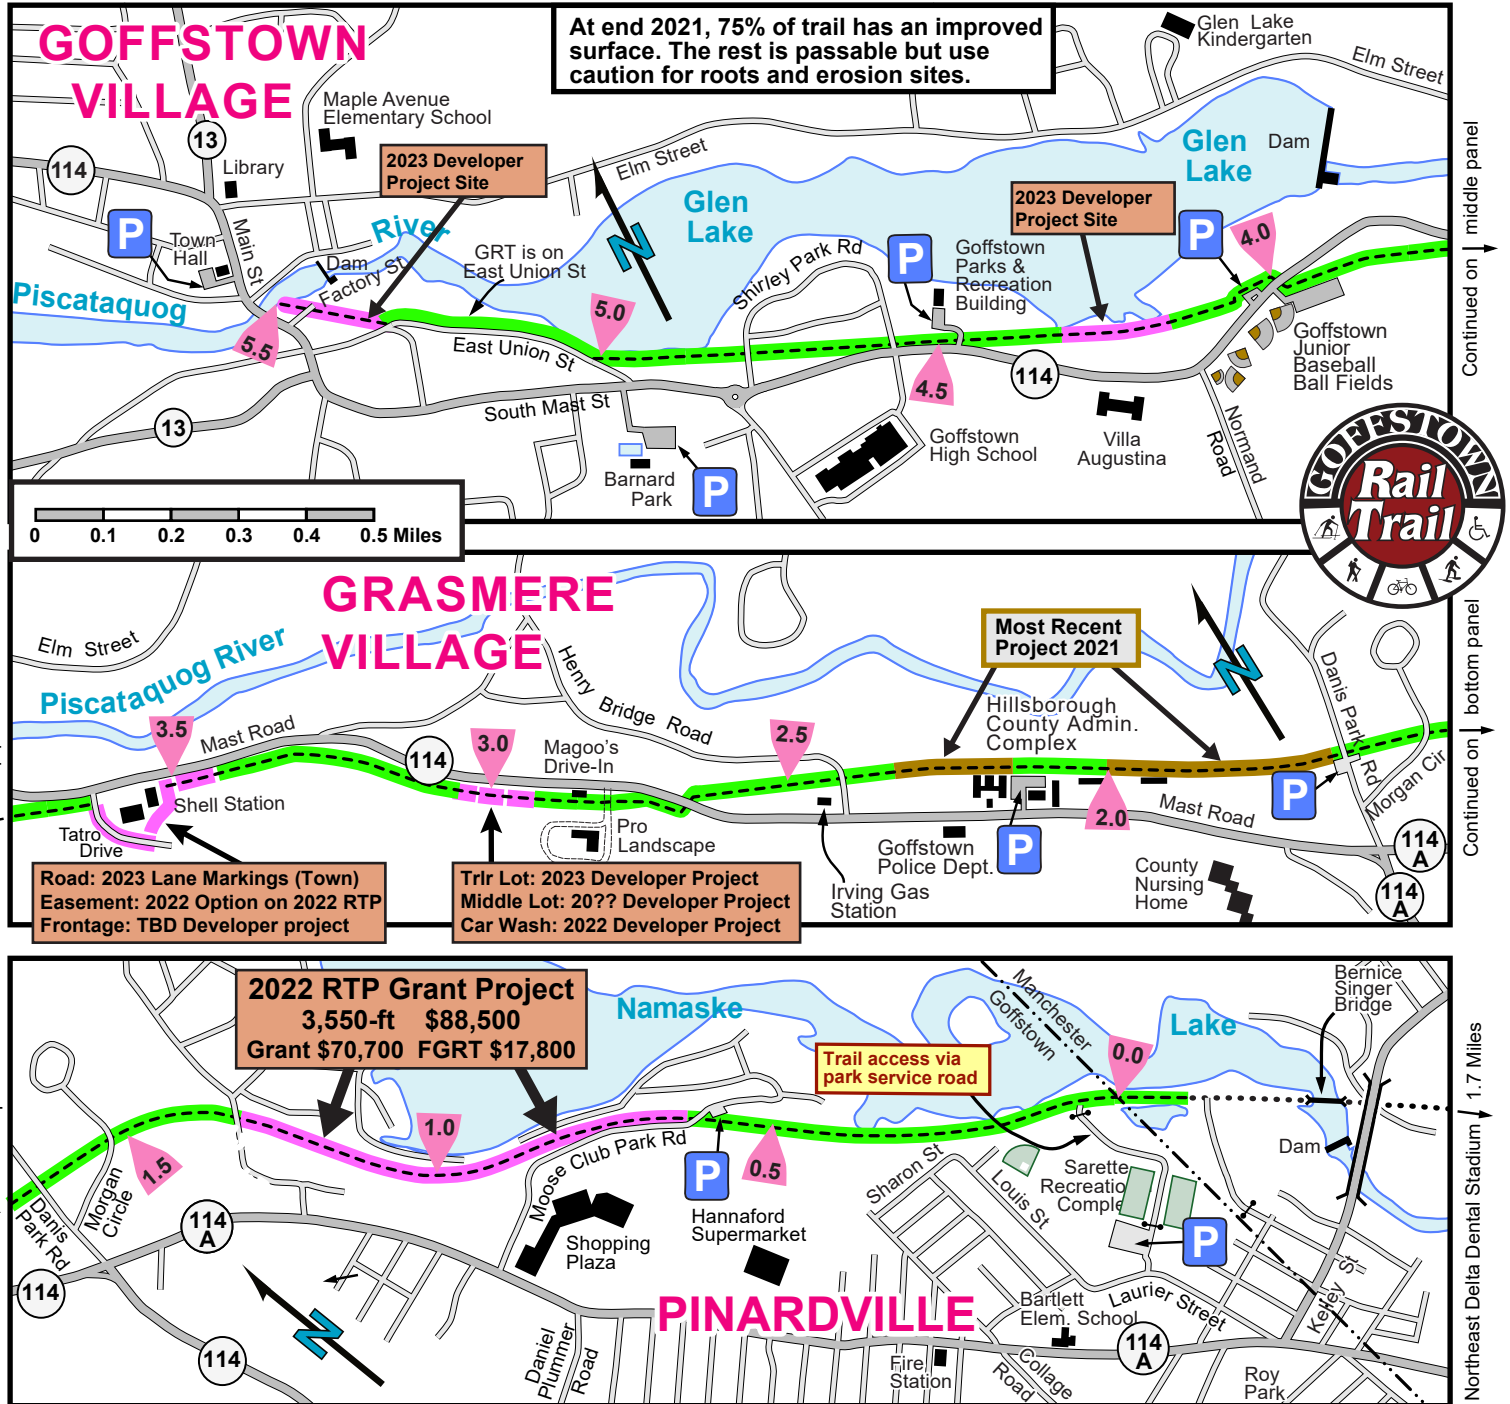 GOFFSTOWN
VILLAGE
At end 2021, 75% of trail has an improved
surface. The rest is passable but use
caution for roots and erosion sites.
Glen Lake
Kindergarten
Elm Street
Maple Avenue
Elementary School
13
114
Library
2023 Developer
Project Site
Elm Street
Glen
Lake
Dam
P
Town
Hall
Main St
River
Dam
Factory St
GRT is on
East Union St
N
Glen
Lake
Shirley Park Rd
P
Goffstown
Parks &
Recreation
Building
2023 Developer
Project Site
P
4.0
Piscataquog
5.5
5.0
East Union St
4.5
114
Goffstown
Junior
Baseball
Ball Fields
South Mast St
13
Barnard
Park
P
Goffstown
High School
Villa
Augustina
Normand
Road
Continued on middle panel
0 0.1 0.2 0.3 0.4 0.5 Miles
GOFFSTOWN
Rail
Trail
GRASMERE
VILLAGE
Elm Street
Piscataquog River
3.5
Mast Road
Henry Bridge Road
114
3.0
Magoo's
Drive-In
2.5
Most Recent
Project 2021
Hillsborough
County Admin.
Complex
N
Danis Park Rd
Morgan Cir
P
Shell Station
Tatro
Drive
Pro
Landscape
Irving Gas
Station
Goffstown
Police Dept.
P
2.0
Mast Road
County
Nursing
Home
114
A
114
A
Continued on bottom panel
Road: 2023 Lane Markings (Town)
Easement: 2022 Option on 2022 RTP
Frontage: TBD Developer project
Trlr Lot: 2023 Developer Project
Middle Lot: 20?? Developer Project
Car Wash: 2022 Developer Project
2022 RTP Grant Project
3,550-ft $88,500
Grant $70,700 FGRT $17,800
Namaske
Lake
Manchester
Goffstown
Bernice
Singer
Bridge
Trail access via
park service road
0.0
1.5
1.0
Moose Club Park Rd
P
0.5
Dam
Morgan
Circle
Danis
Park Rd
114
A
114
N
114
Shopping
Plaza
Hannaford
Supermarket
Sharon St
Louis St
Sarette
Recreatio
Comple
P
PINARDVILLE
Daniel
Plummer
Road
Fire
Station
Bartlett
Elem. School
Collage
Road
Laurier Street
114
A
Kelley St
Roy
Park
Northeast Delta Dental Stadium 1.7 Miles